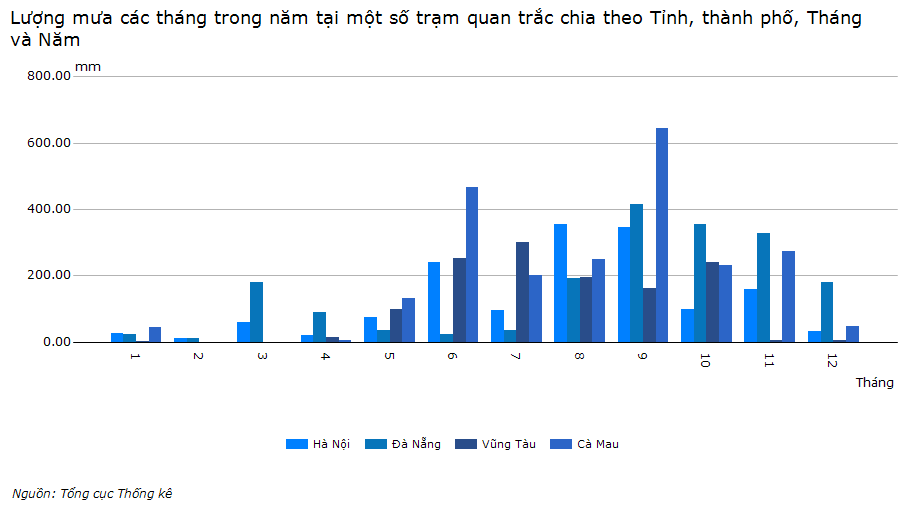 Lượng mưa các tháng trong năm tại một số trạm quan trắc chia theo Tỉnh, thành phố, Tháng
và Năm
mm
800.00
600.00
400.00
200.00
0.00
1 2 3 4 5 6 7 8 9 10 11 12
Tháng
Hà Nội Đà Nẵng Vũng Tàu Cà Mau
Nguồn: Tổng cục Thống kê